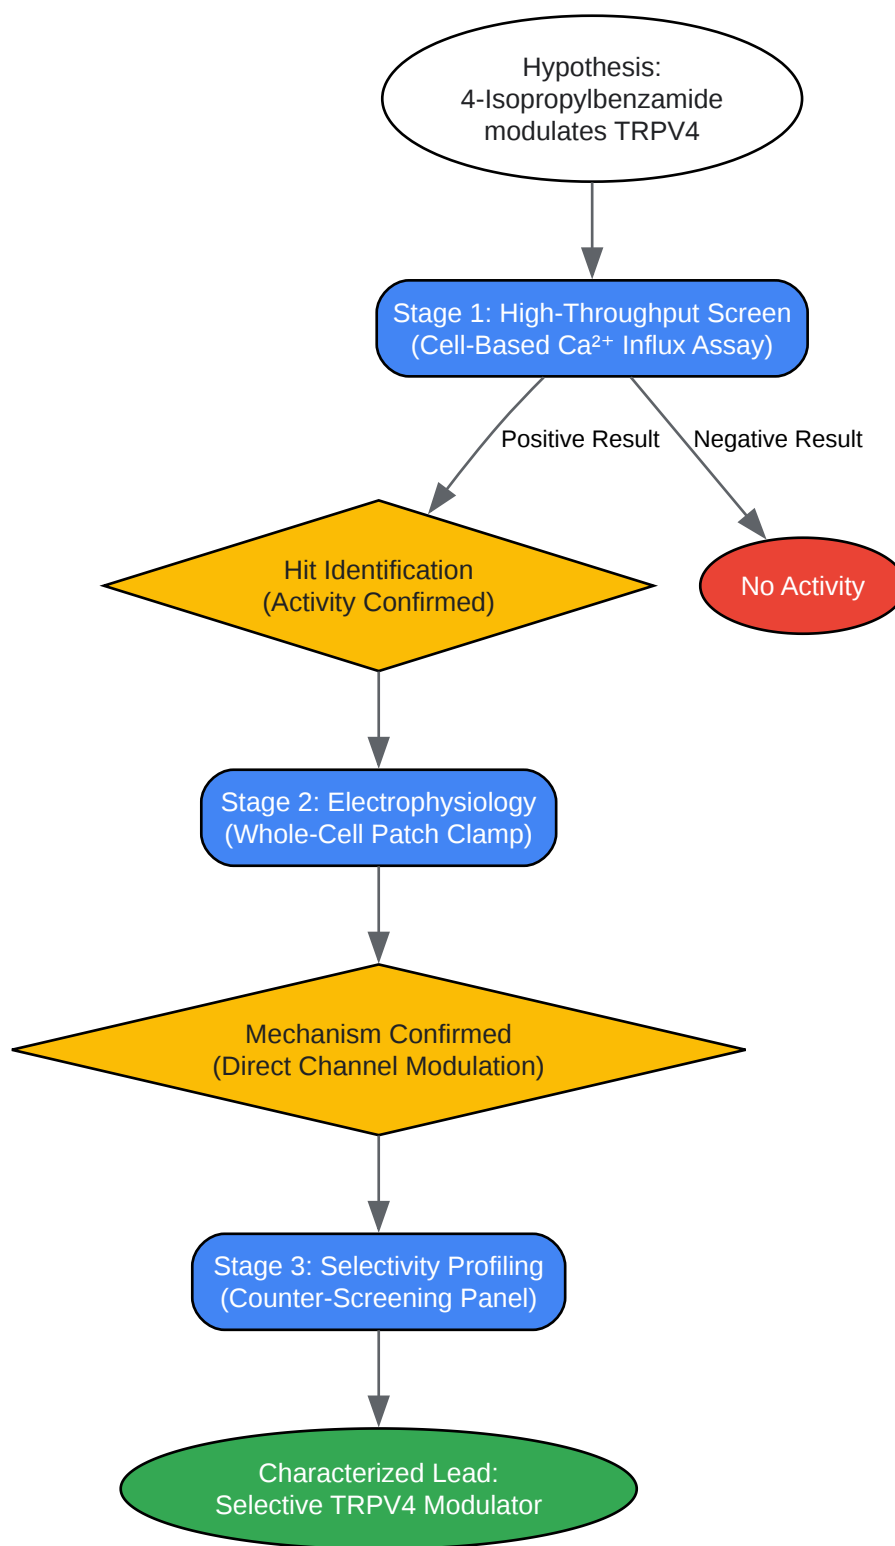 Hypothesis:
4-Isopropylbenzamide
modulates TRPV4
Stage 1: High-Throughput Screen
(Cell-Based Ca²⁺ Influx Assay)
Positive Result
Negative Result
Hit Identification
(Activity Confirmed)
No Activity
Stage 2: Electrophysiology
(Whole-Cell Patch Clamp)
Mechanism Confirmed
(Direct Channel Modulation)
Stage 3: Selectivity Profiling
(Counter-Screening Panel)
Characterized Lead:
Selective TRPV4 Modulator